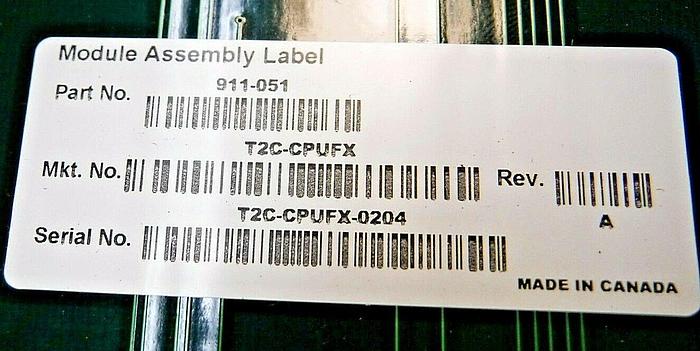 Module Assembly Label
Part No. 911-051
Mkt. No. T2C-CPUFX
Rev. A
Serial No. T2C-CPUFX-0204
MADE IN CANADA